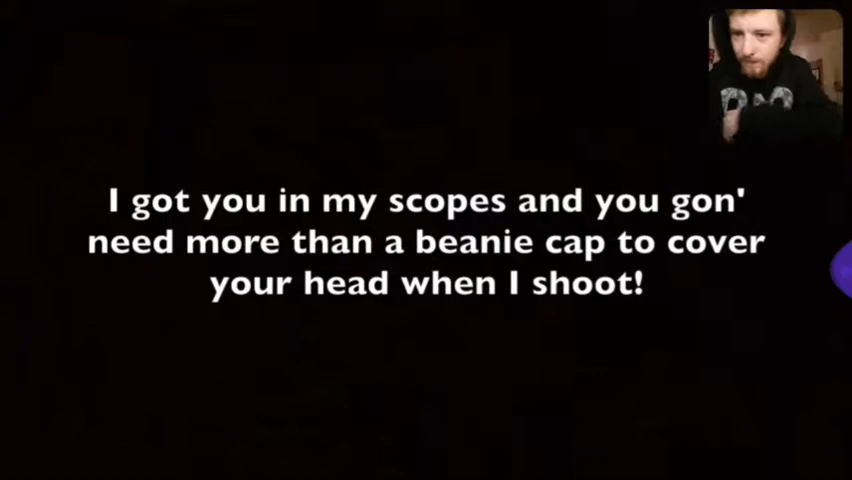 I got you in my scopes and you gon'
need more than a beanie cap to cover
your head when I shoot!